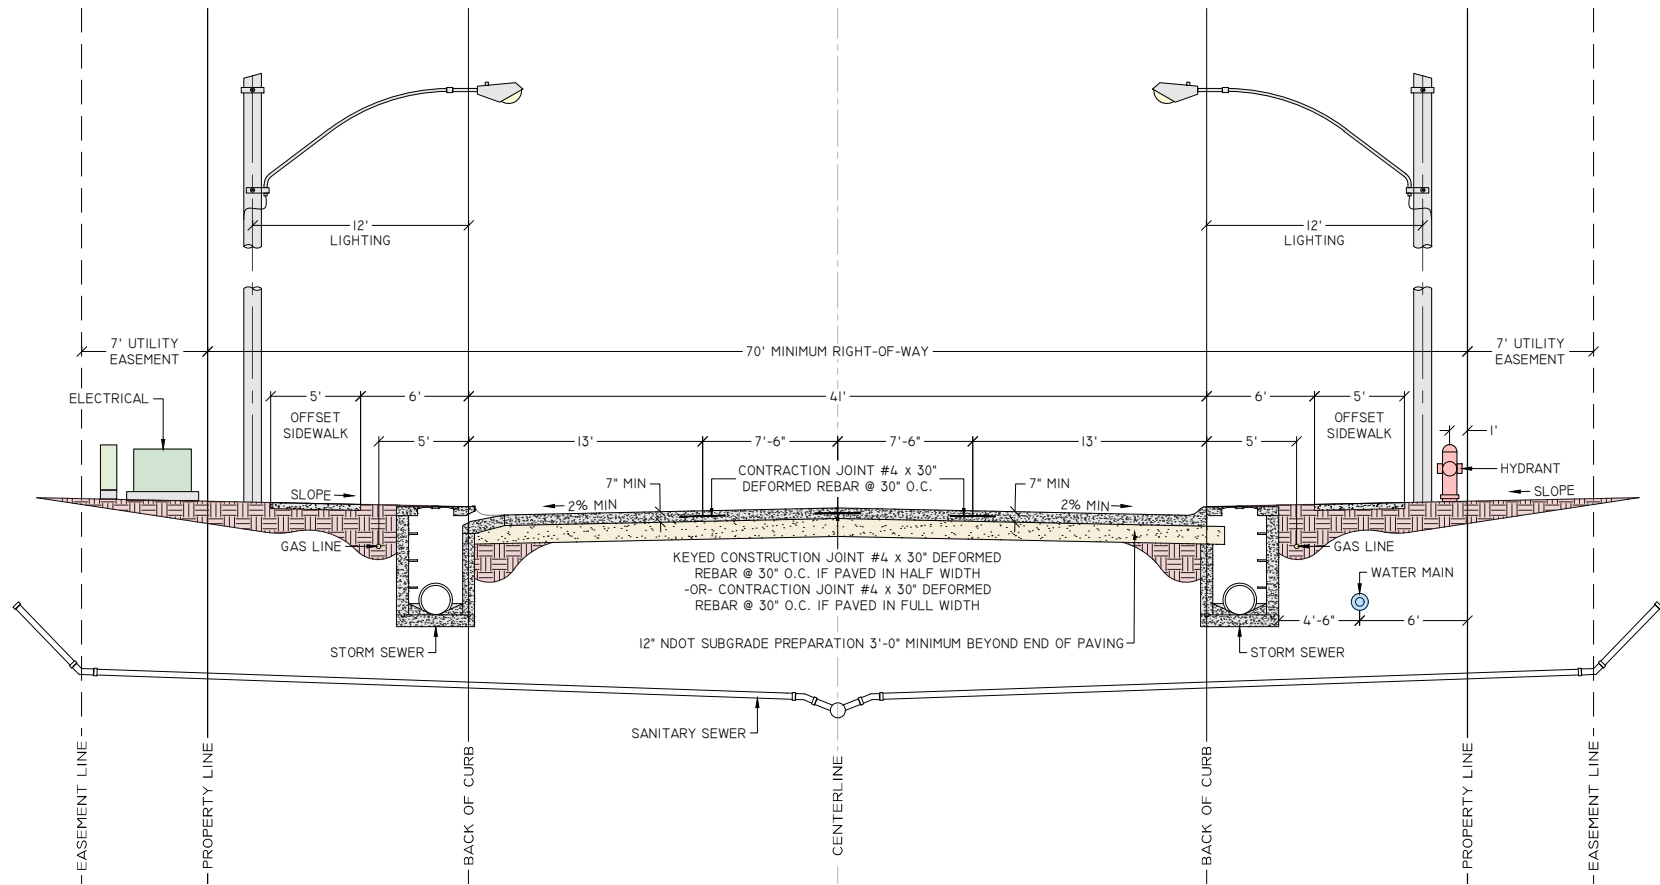 12'
LIGHTING
12'
LIGHTING
7' UTILITY
EASEMENT
70' MINIMUM RIGHT-OF-WAY
7' UTILITY
EASEMENT
ELECTRICAL
5'
6'
41'
6'
5'
OFFSET
SIDEWALK
OFFSET
SIDEWALK
5'
13'
7'-6"
7'-6"
13'
5'
1'
CONTRACTION JOINT #4 x 30"
DEFORMED REBAR @ 30" O.C.
HYDRANT
7" MIN
7" MIN
SLOPE
2% MIN
2% MIN
SLOPE
GAS LINE
GAS LINE
KEYED CONSTRUCTION JOINT #4 x 30" DEFORMED
REBAR @ 30" O.C. IF PAVED IN HALF WIDTH
-OR- CONTRACTION JOINT #4 x 30" DEFORMED
REBAR @ 30" O.C. IF PAVED IN FULL WIDTH
WATER MAIN
4'-6"
6'
12" NDOT SUBGRADE PREPARATION 3'-0" MINIMUM BEYOND END OF PAVING
STORM SEWER
STORM SEWER
SANITARY SEWER
EASEMENT LINE
PROPERTY LINE
BACK OF CURB
CENTERLINE
BACK OF CURB
PROPERTY LINE
EASEMENT LINE